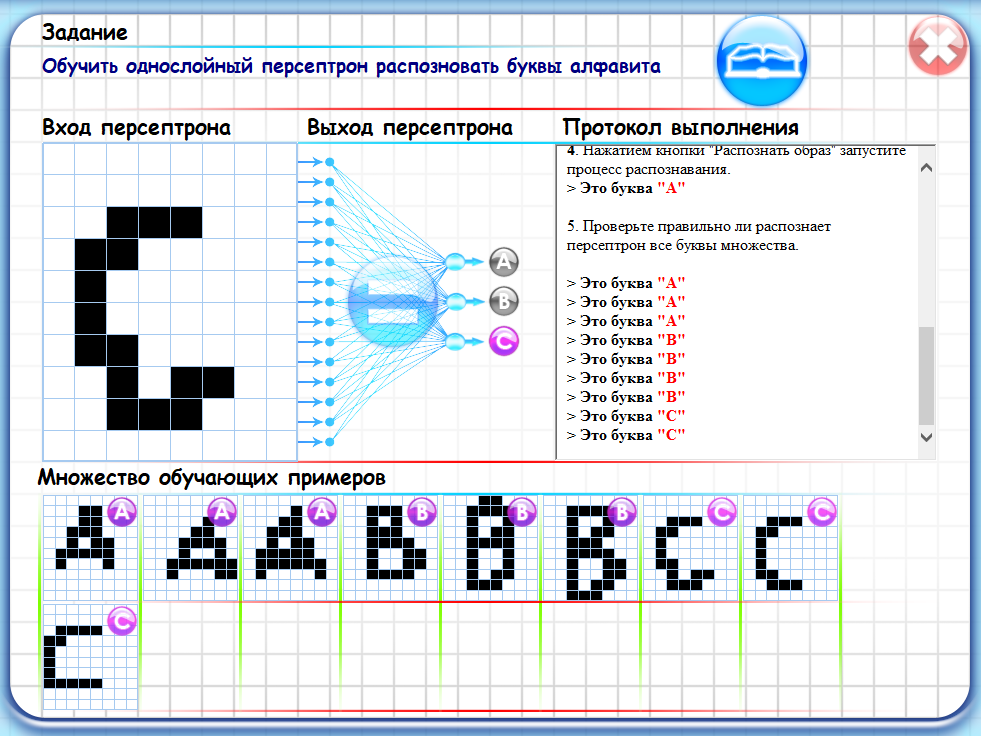 Задание
Обучить однослойный персептрон распозновать буквы алфавита
Вход персептрона
Выход персептрона
Протокол выполнения
A
B
C
4. Нажатием кнопки "Распознать образ" запустите
процесс распознавания.
> Это буква "A"
5. Проверьте правильно ли распознает
персептрон все буквы множества.
> Это буква "A"
> Это буква "A"
> Это буква "A"
> Это буква "B"
> Это буква "B"
> Это буква "B"
> Это буква "B"
> Это буква "C"
> Это буква "C"
Множество обучающих примеров
A A A B B B C C
C